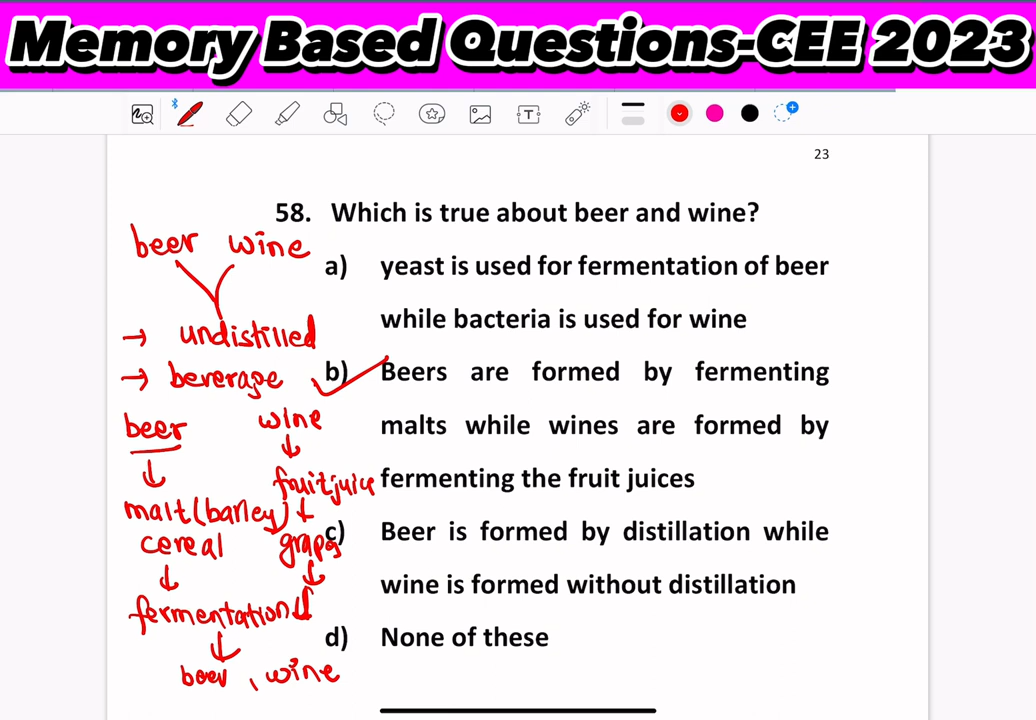 Memory Based Questions-CEE 2023
T
23
58. Which is true about beer and wine?
a) yeast is used for fermentation of beer
while bacteria is used for wine
b) Beers are formed by fermenting
malts while wines are formed by
fermenting the fruit juices
c) Beer is formed by distillation while
wine is formed without distillation
d) None of these
beer wine
→ undistilled
→ beverage
beer wine
fruit juice
malt (barley)
cereal grapes
fermentation
beer, wine